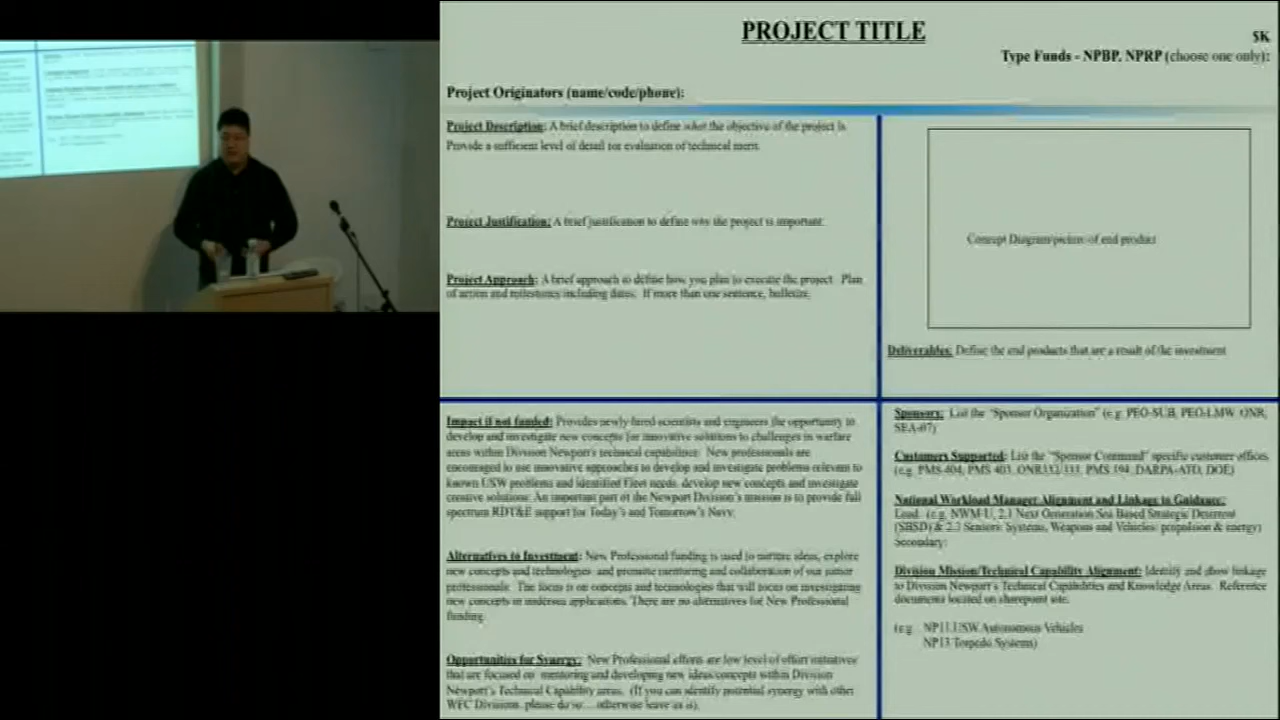 PROJECT TITLE
$K
Type Funds - NPBP, NPRP (choose one only):
Project Originators (name/code/phone):
Project Description: A brief description to define what the objective of the project is.
Provide a sufficient level of detail for evaluation of technical merit.
Project Justification: A brief justification to define why the project is important.
Project Approach: A brief approach to define how you plan to execute the project. Plan
of action and milestones including dates. If more than one sentence, bulletize.
Concept Diagram/picture of end product
Deliverables: Define the end products that are a result of the investment
Impact if not funded: Provides newly hired scientists and engineers the opportunity to
develop and investigate new concepts for innovative solutions to challenges in warfare
areas within Division Newport's technical capabilities. New professionals are
encouraged to use innovative approaches to develop and investigate problems relevant to
known USW problems and identified Fleet needs, develop new concepts and investigate
creative solutions. An important part of the Newport Division's mission is to provide full
spectrum RDT&E support for Today's and Tomorrow's Navy.
Alternatives to Investment: New Professional funding is used to nurture ideas, explore
new concepts and technologies and promote mentoring and collaboration of our junior
professionals. The focus is on concepts and technologies that will focus on investigating
new concepts in undersea applications. There are no alternatives for New Professional
funding.
Opportunities for Synergy: New Professional efforts are low level of effort initiatives
that are focused on mentoring and developing new ideas/concepts within Division
Newport's Technical Capability areas. (If you can identify potential synergy with other
WFC Divisions, please do so... otherwise leave as is).
Sponsors: List the "Sponsor Organization" (e.g. PEO-SUB, PEO-LMW, ONR,
SEA-07)
Customers Supported: List the "Sponsor Command" specific customer offices
(e.g. PMS-404, PMS 403, ONR332/333, PMS 394, DARPA-ATO, DOE)
National Workload Manager Alignment and Linkage to Guidance:
Lead: (e.g. NWM-U, 2.1 Next Generation Sea Based Strategic Deterrent
(SBSD) & 2.3 Sensors, Systems, Weapons and Vehicles: propulsion & energy)
Secondary:
Division Mission/Technical Capability Alignment: Identify and show linkage
to Division Newport's Technical Capabilities and Knowledge Areas. Reference
documents located on sharepoint site.
(e.g. NP11 USW Autonomous Vehicles
NP13 Torpedo Systems)